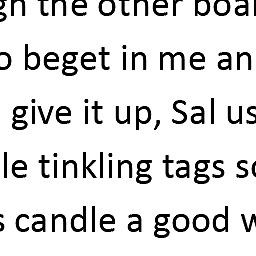 gh the other boar
o beget in me an
give it up, Sal us
le tinkling tags so
s candle a good w